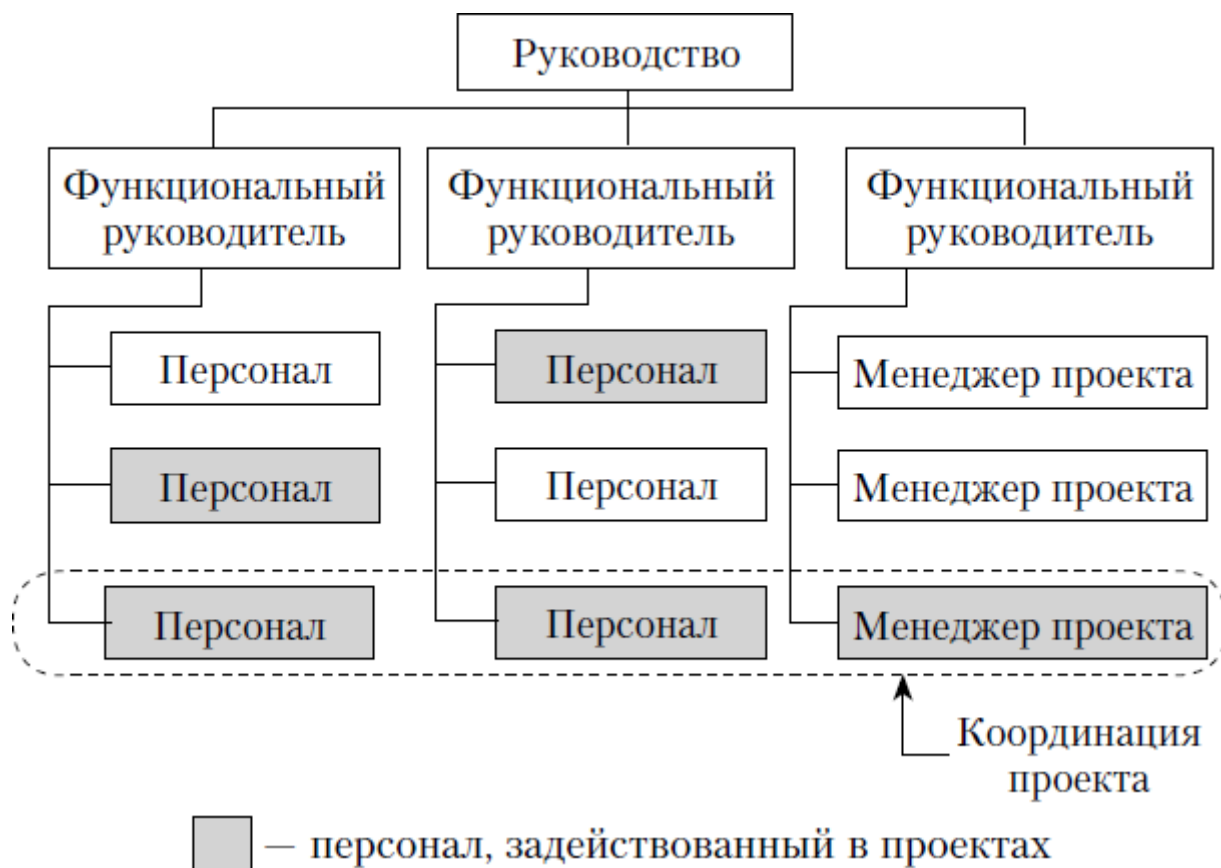 Руководство
Функциональный
руководитель
Функциональный
руководитель
Функциональный
руководитель
Персонал
Персонал
Менеджер проекта
Персонал
Персонал
Менеджер проекта
Персонал
Персонал
Менеджер проекта
Координация
проекта
— персонал, задействованный в проектах